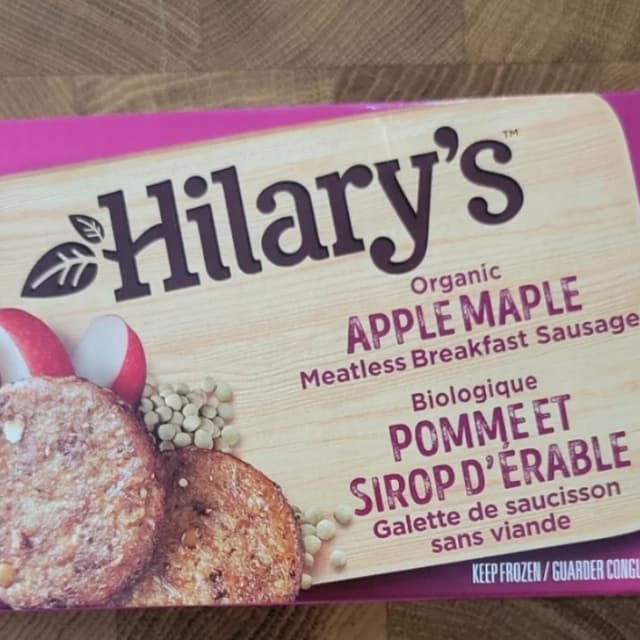 Hilary's™
Organic
APPLE MAPLE
Meatless Breakfast Sausage
Biologique
POMME ET
SIROP D'ÉRABLE
Galette de saucisson
sans viande
KEEP FROZEN / GUARDER CONGL